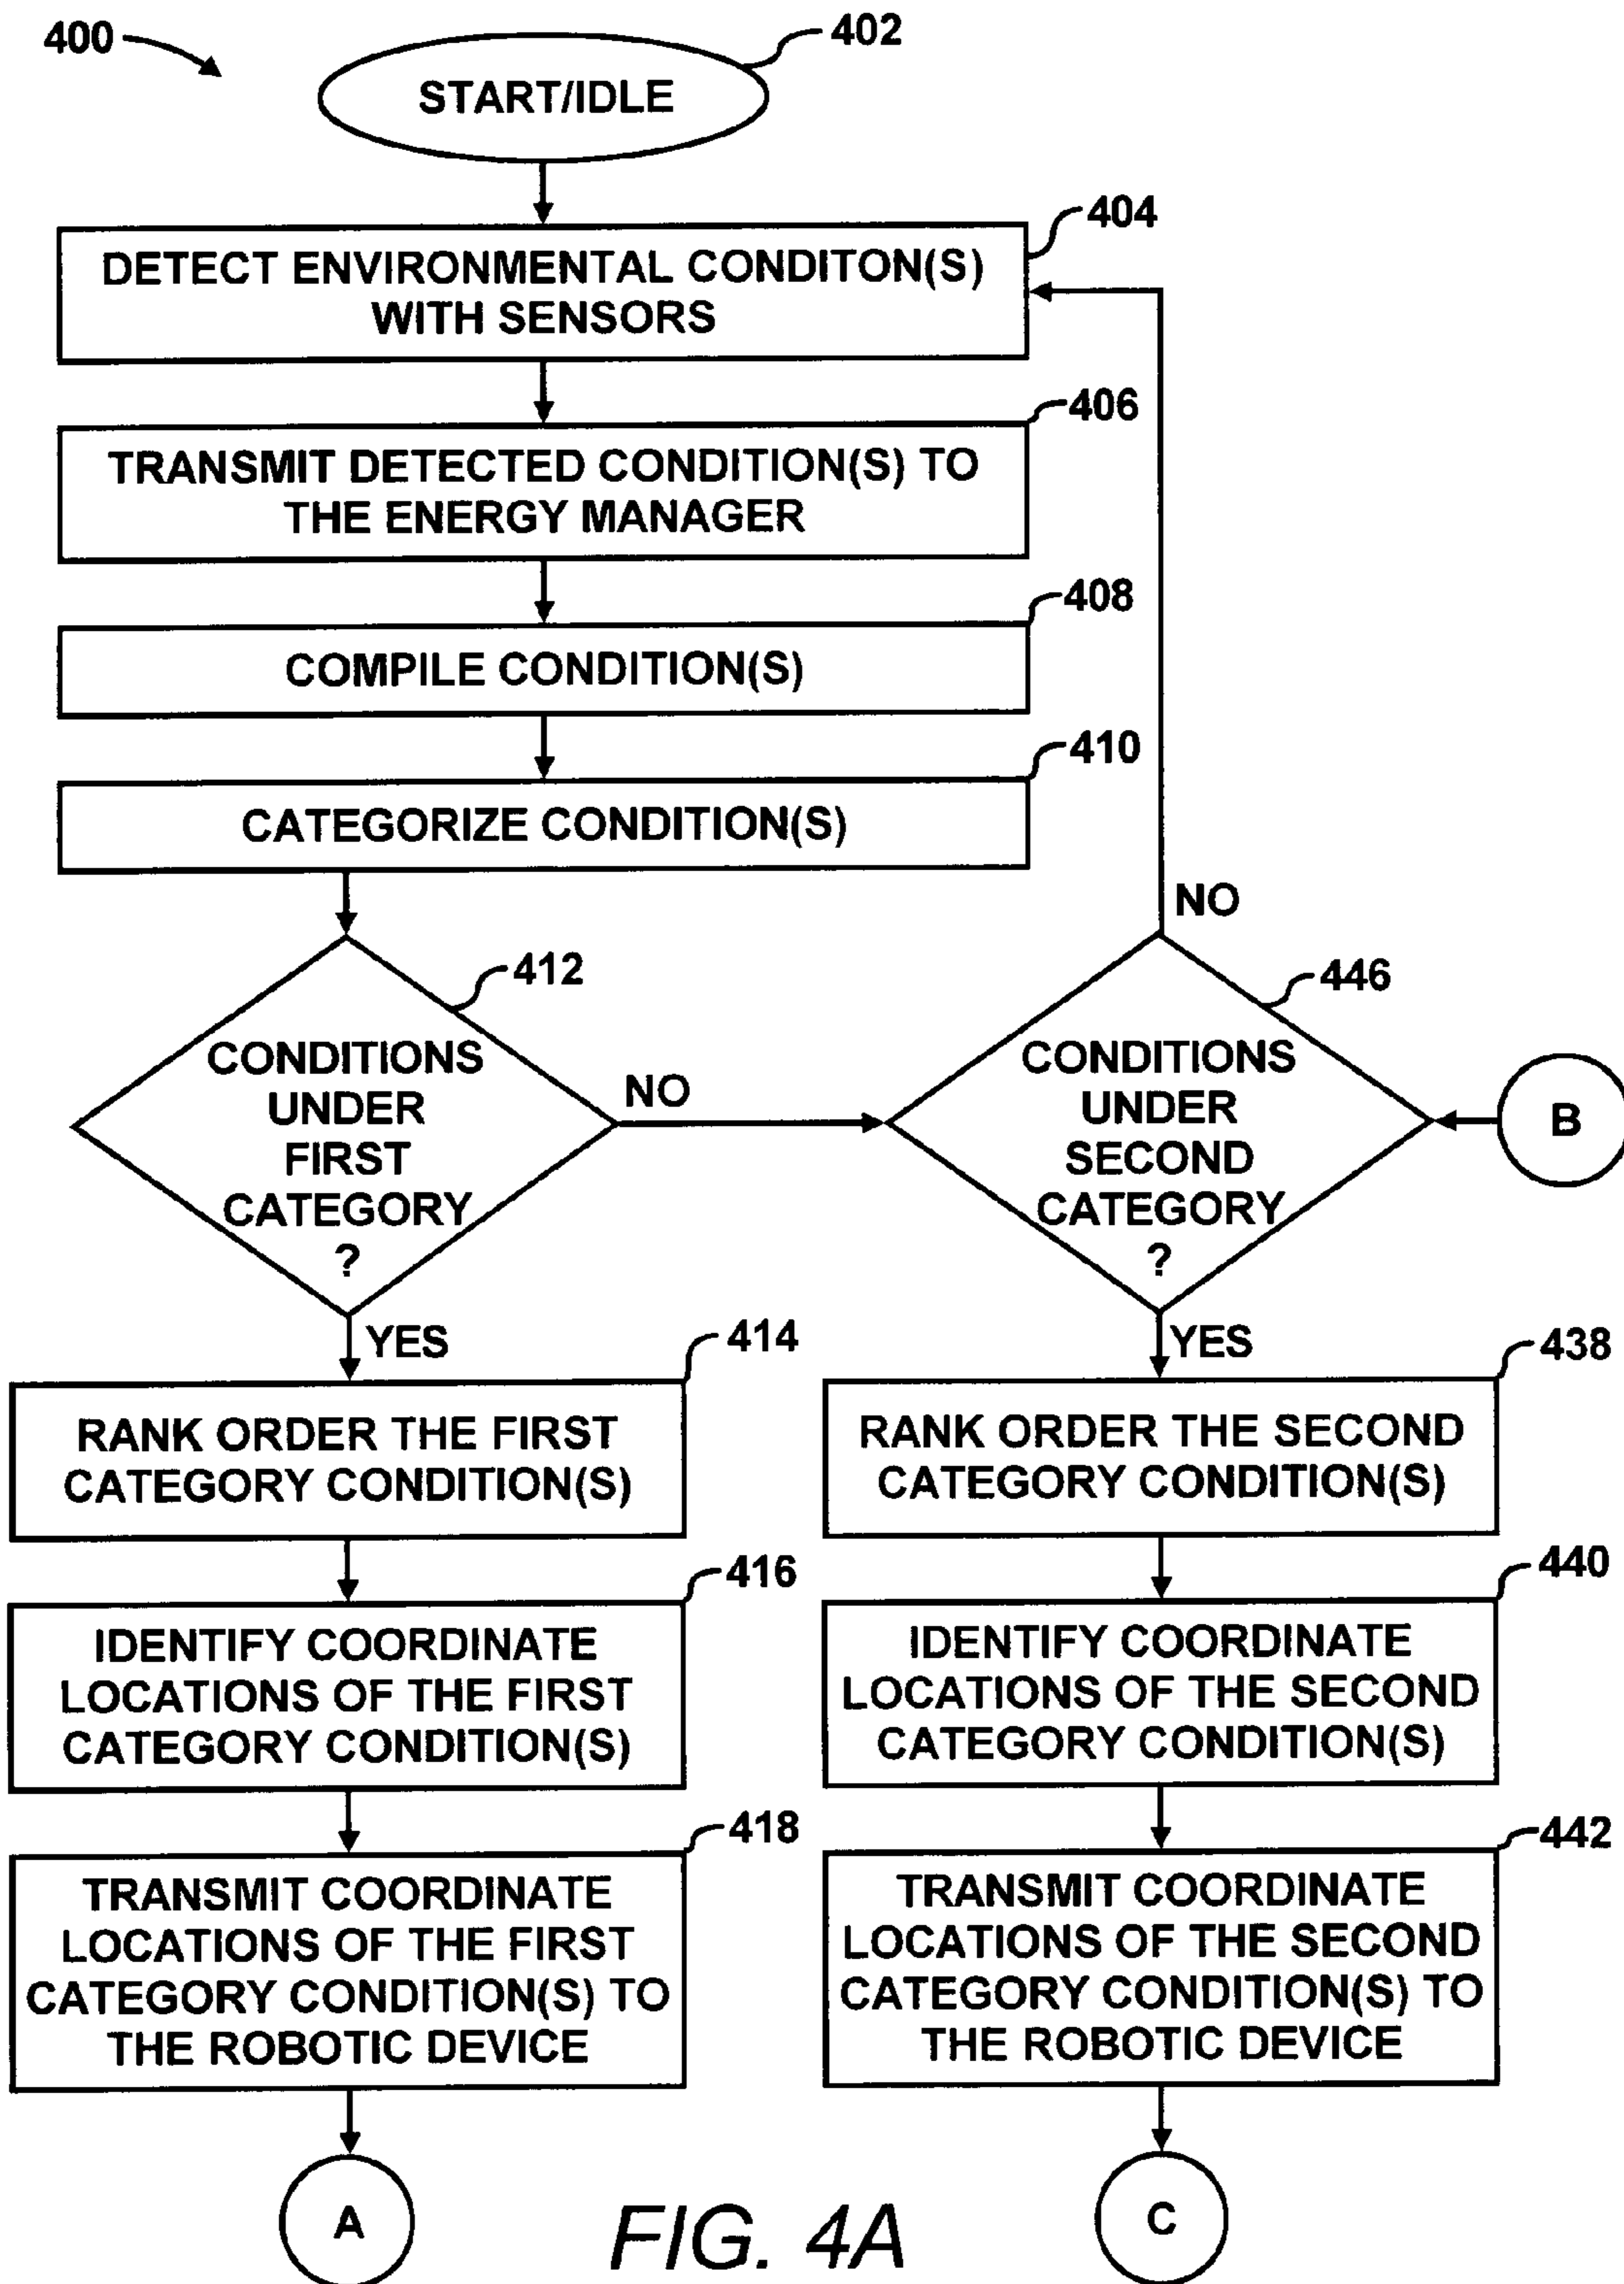 400
402
START/IDLE
404
DETECT ENVIRONMENTAL CONDITON(S)
WITH SENSORS
406
TRANSMIT DETECTED CONDITION(S) TO
THE ENERGY MANAGER
408
COMPILE CONDITION(S)
410
CATEGORIZE CONDITION(S)
412
CONDITIONS
UNDER
FIRST
CATEGORY
?
NO
YES
446
CONDITIONS
UNDER
SECOND
CATEGORY
?
NO
YES
B
414
RANK ORDER THE FIRST
CATEGORY CONDITION(S)
416
IDENTIFY COORDINATE
LOCATIONS OF THE FIRST
CATEGORY CONDITION(S)
418
TRANSMIT COORDINATE
LOCATIONS OF THE FIRST
CATEGORY CONDITION(S) TO
THE ROBOTIC DEVICE
A
438
RANK ORDER THE SECOND
CATEGORY CONDITION(S)
440
IDENTIFY COORDINATE
LOCATIONS OF THE SECOND
CATEGORY CONDITION(S)
442
TRANSMIT COORDINATE
LOCATIONS OF THE SECOND
CATEGORY CONDITION(S) TO
THE ROBOTIC DEVICE
C
FIG. 4A